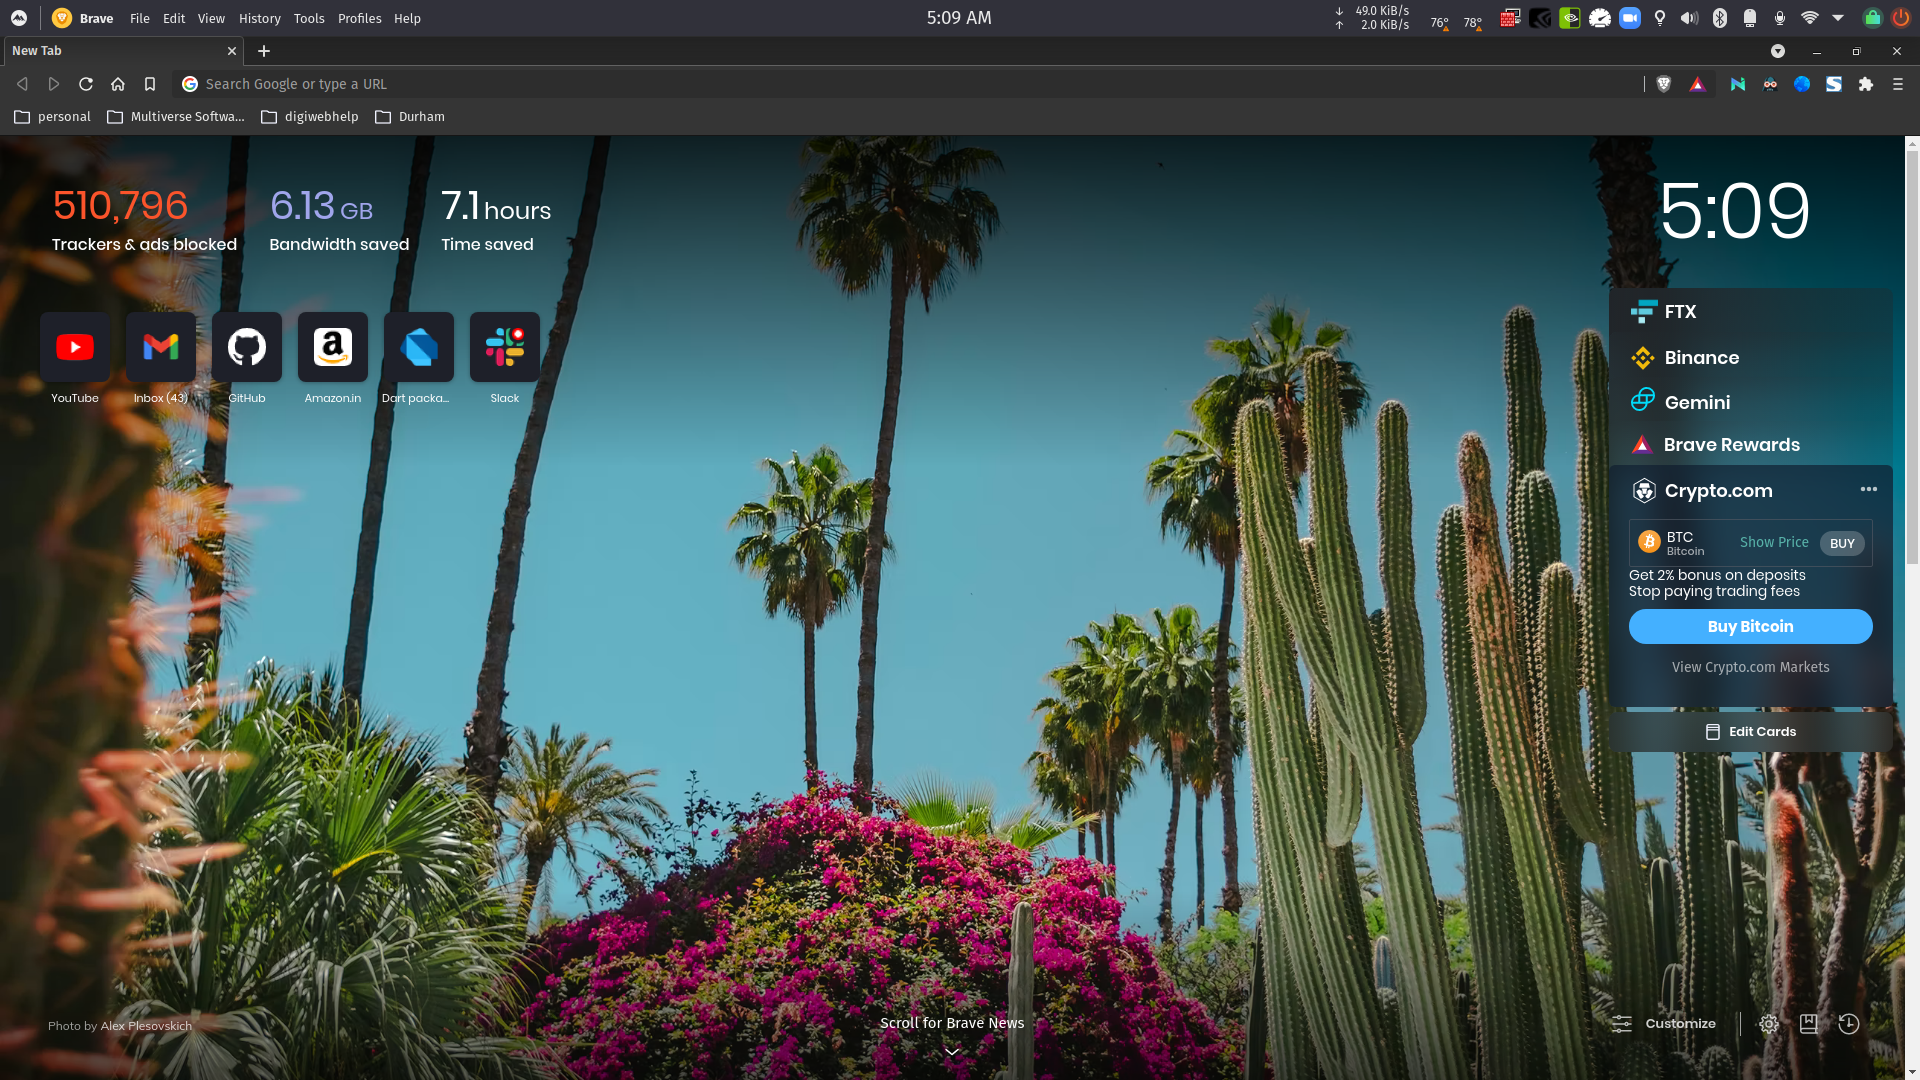 Brave File Edit View History Tools Profiles Help
5:09 AM
49.0 KiB/s
2.0 KiB/s
76° 78°
New Tab
Search Google or type a URL
personal Multiverse Softwa... digiwebhelp Durham
510,796 6.13 GB 7.1 hours
Trackers & ads blocked Bandwidth saved Time saved
5:09
YouTube Inbox (43) GitHub Amazon.in Dart packa... Slack
FTX
Binance
Gemini
Brave Rewards
Crypto.com
BTC
Bitcoin
Show Price BUY
Get 2% bonus on deposits
Stop paying trading fees
Buy Bitcoin
View Crypto.com Markets
Edit Cards
Photo by Alex Plesovskich
Scroll for Brave News
Customize